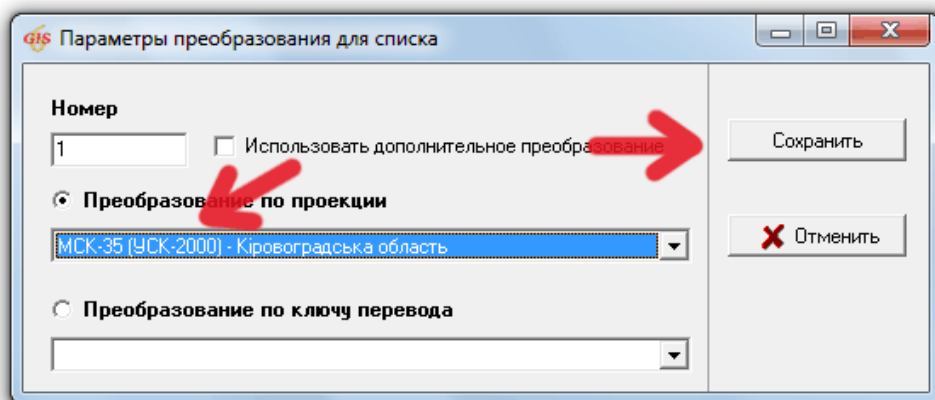 GIS Параметры преобразования для списка
Номер
1
Использовать дополнительное преобразование
Сохранить
Преобразование по проекции
МСК-35 (УСК-2000) - Кіровоградська область
Отменить
Преобразование по ключу перевода